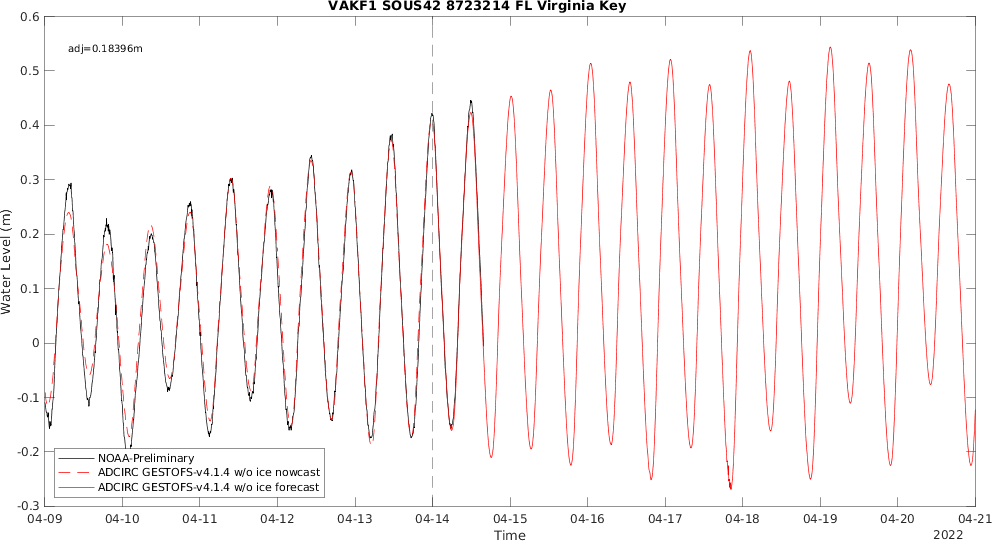 VAKF1 SOUS42 8723214 FL Virginia Key
adj=0.18396m
0.6
0.5
0.4
0.3
0.2
0.1
0
-0.1
-0.2
-0.3
Water Level (m)
NOAA-Preliminary
ADCIRC GESTOFS-v4.1.4 w/o ice nowcast
ADCIRC GESTOFS-v4.1.4 w/o ice forecast
04-09 04-10 04-11 04-12 04-13 04-14 04-15 04-16 04-17 04-18 04-19 04-20 04-21
Time
2022